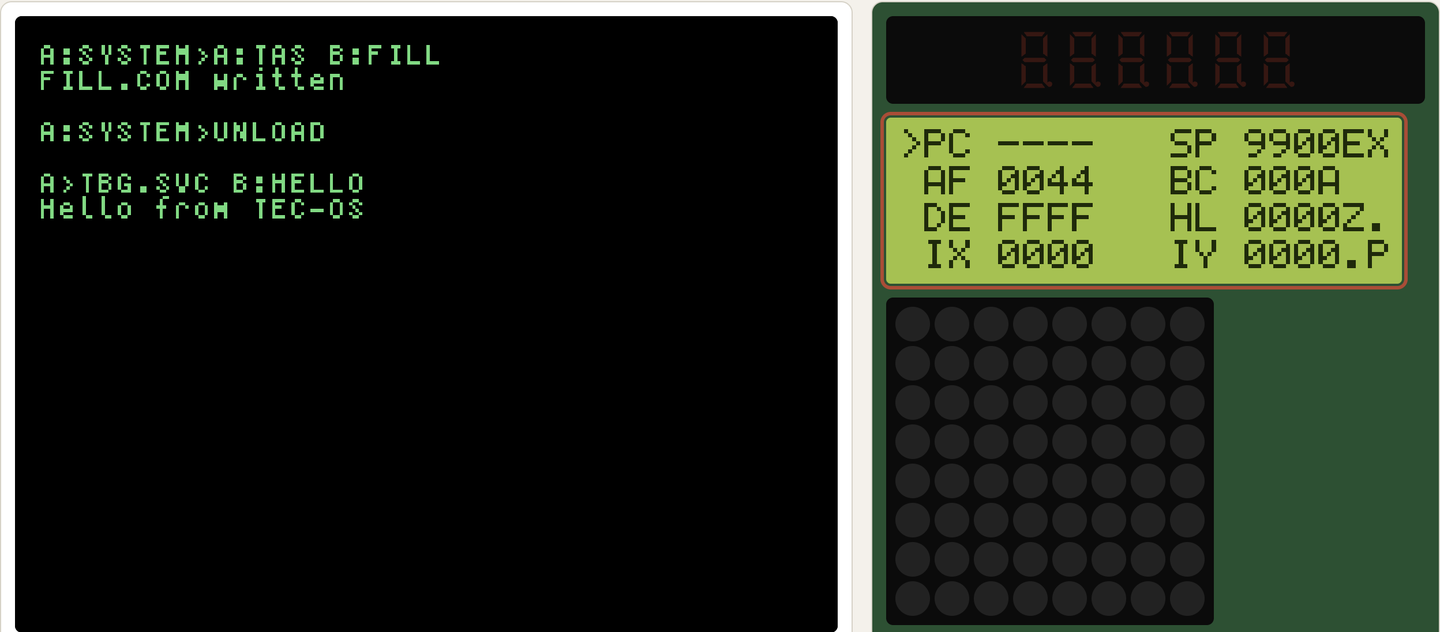 A:SYSTEM>A:TAS B:FILL
FILL.COM written
A:SYSTEM>UNLOAD
A>TBG.SVC B:HELLO
Hello from TEC-OS
>PC ---- SP 9900EX
AF 0044 BC 000A
DE FFFF HL 0000Z.
IX 0000 IY 0000.P